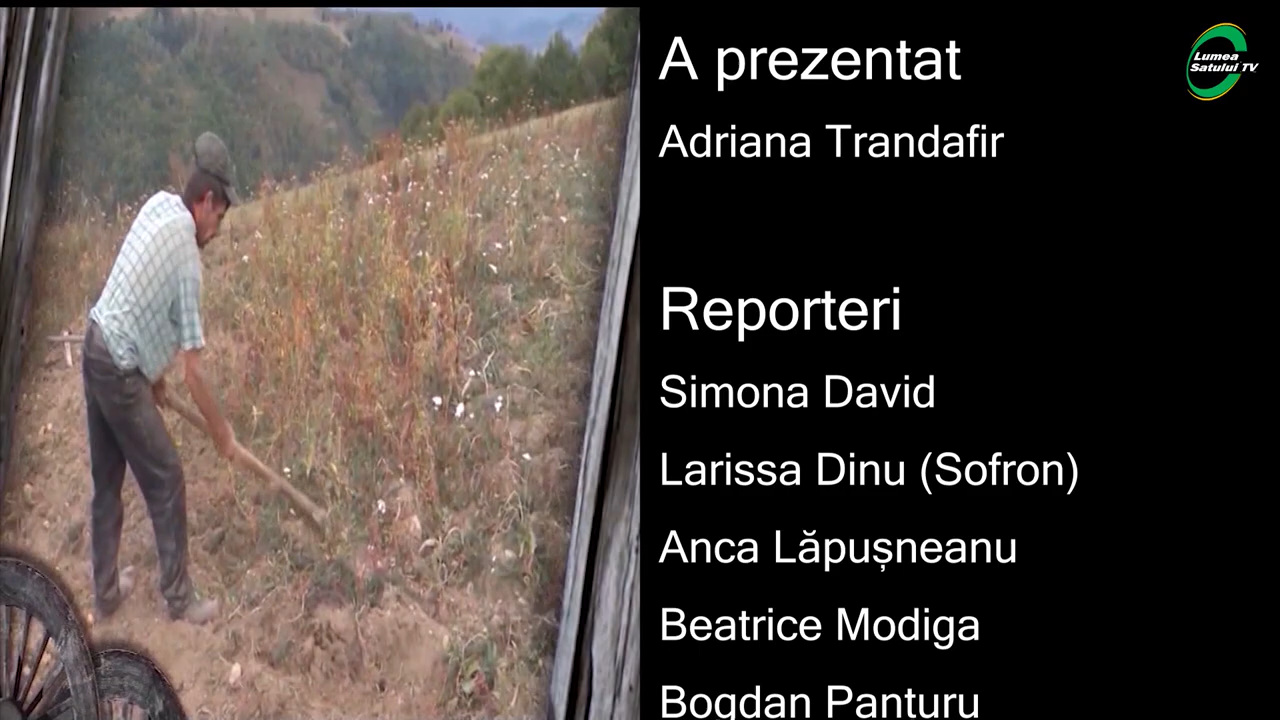 A prezentat
Lumea
Satului TV
Adriana Trandafir
Reporteri
Simona David
Larissa Dinu (Sofron)
Anca Lăpușneanu
Beatrice Modiga
Bogdan Panturu